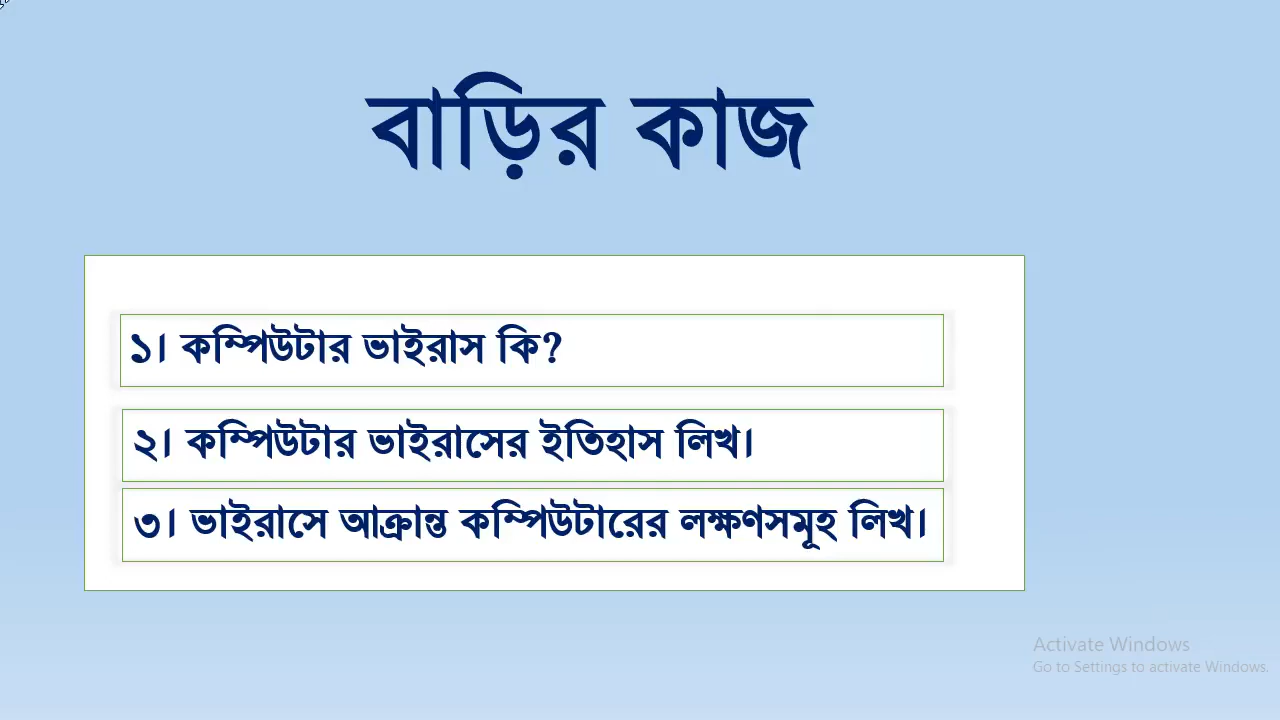 বাড়ির কাজ
১। কম্পিউটার ভাইরাস কি?
২। কম্পিউটার ভাইরাসের ইতিহাস লিখ।
৩। ভাইরাসে আক্রান্ত কম্পিউটারের লক্ষণসমূহ লিখ।
Activate Windows
Go to Settings to activate Windows.